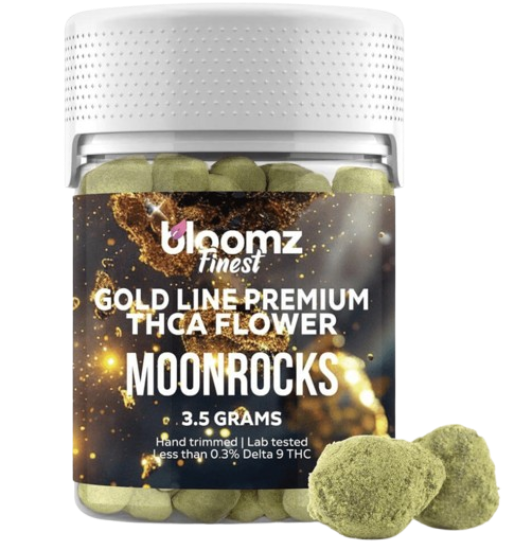 bloomz
finest
GOLD LINE PREMIUM
THCA FLOWER
MOONROCKS
3.5 GRAMS
Hand trimmed | Lab tested
Less than 0.3% Delta 9 THC